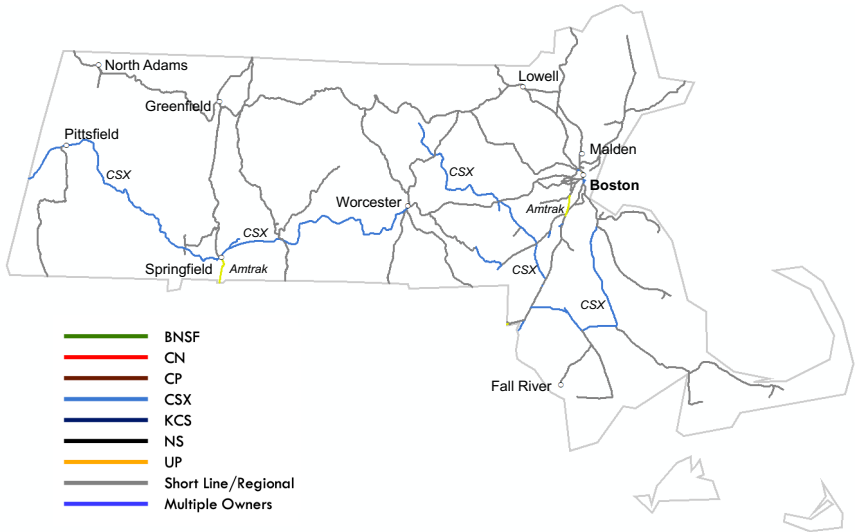 North Adams
Lowell
Greenfield
Pittsfield
Malden
CSX
CSX
Boston
Worcester
Amtrak
CSX
Springfield
Amtrak
CSX
CSX
BNSF
CN
CP
Fall River
CSX
KCS
NS
UP
Short Line/Regional
Multiple Owners